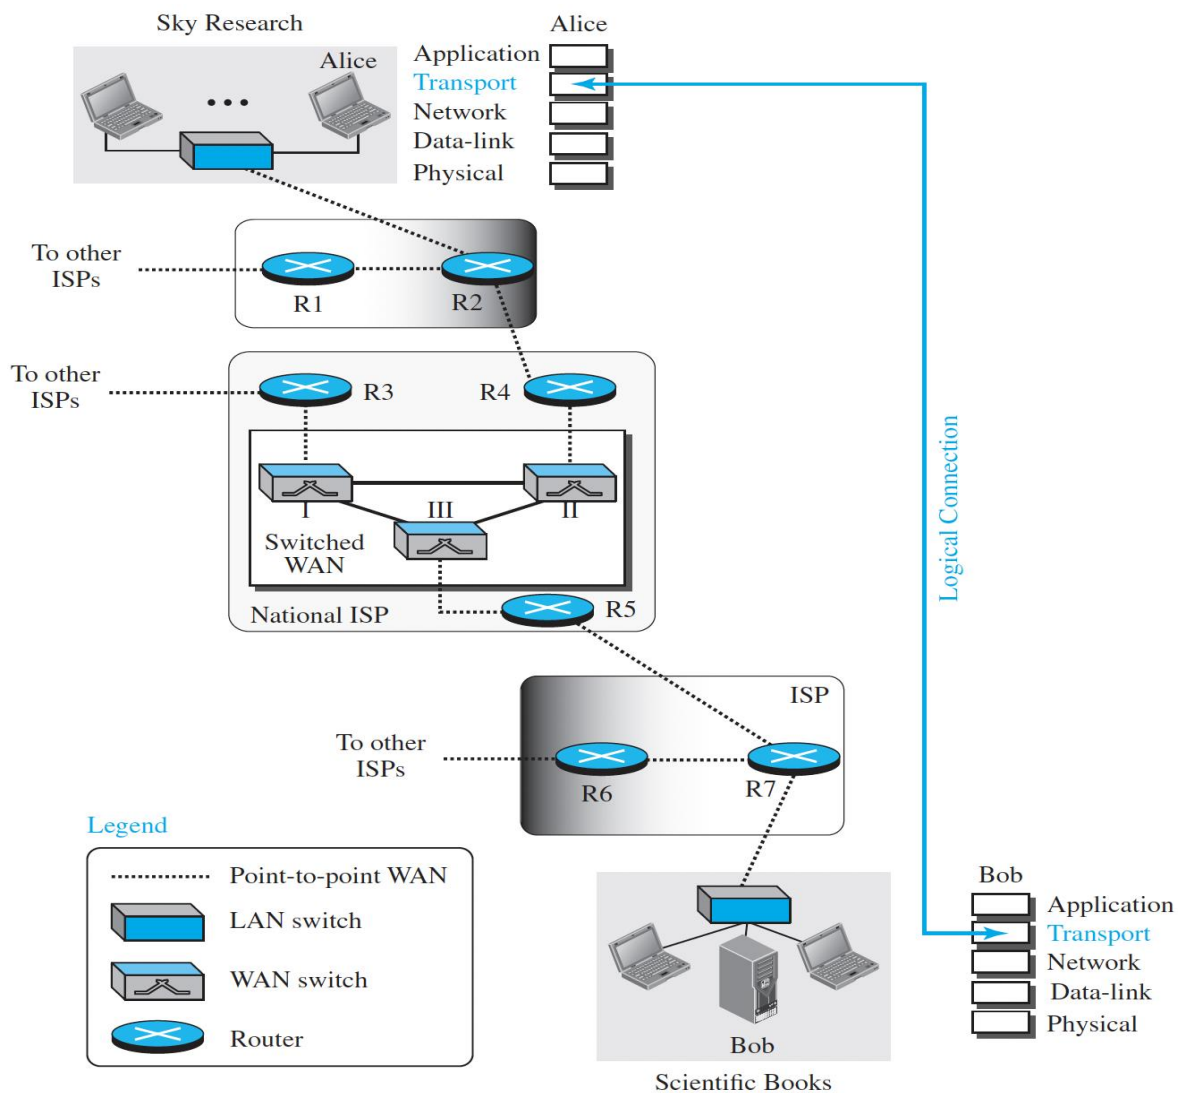 Sky Research
Alice
Alice
Application
Transport
Network
Data-link
Physical
To other
ISPs
R1
R2
To other
ISPs
R3
R4
I
III
II
Switched
WAN
National ISP
R5
Logical Connection
ISP
To other
ISPs
R6
R7
Legend
Point-to-point WAN
LAN switch
WAN switch
Router
Bob
Scientific Books
Bob
Application
Transport
Network
Data-link
Physical